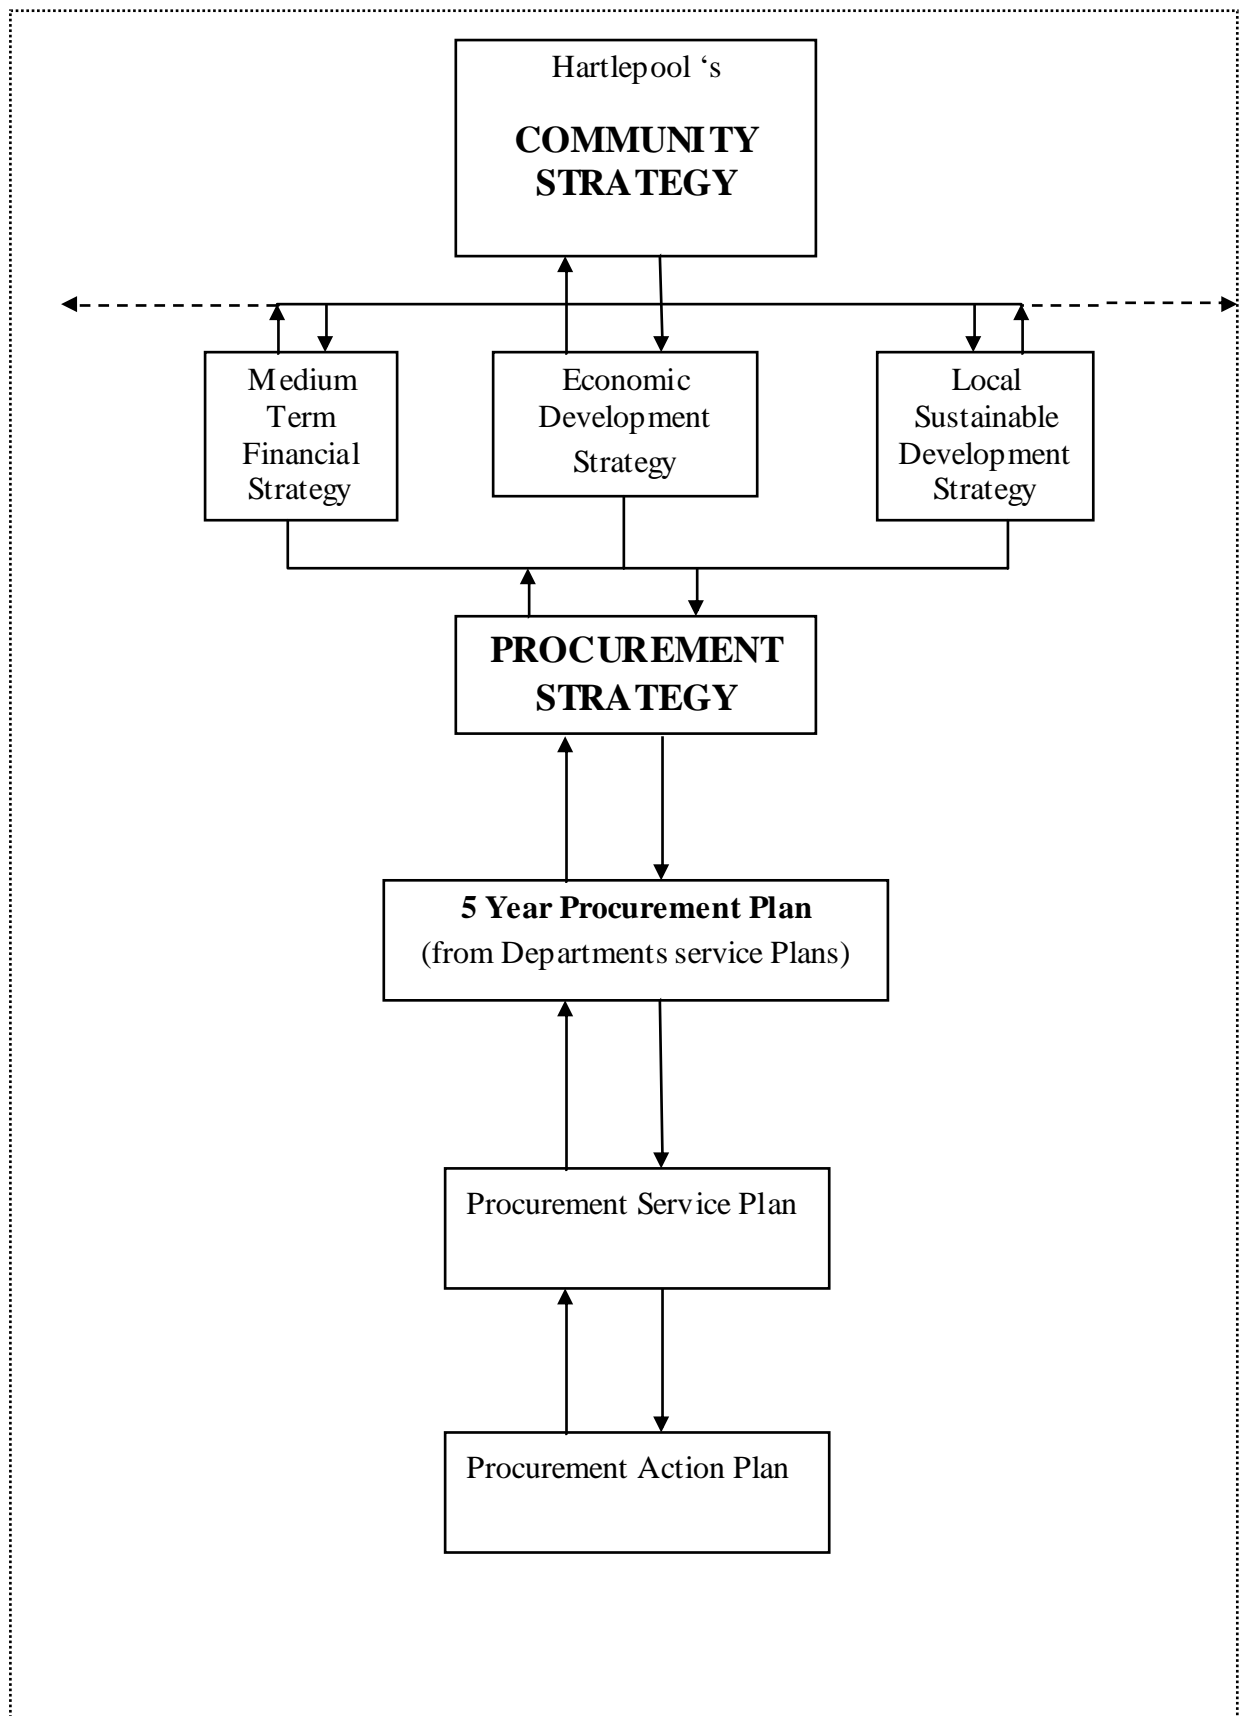 Hartlepool ‘s
COMMUNITY
STRATEGY
Medium
Term
Financial
Strategy
Economic
Development
Strategy
Local
Sustainable
Development
Strategy
PROCUREMENT
STRATEGY
5 Year Procurement Plan
(from Departments service Plans)
Procurement Service Plan
Procurement Action Plan